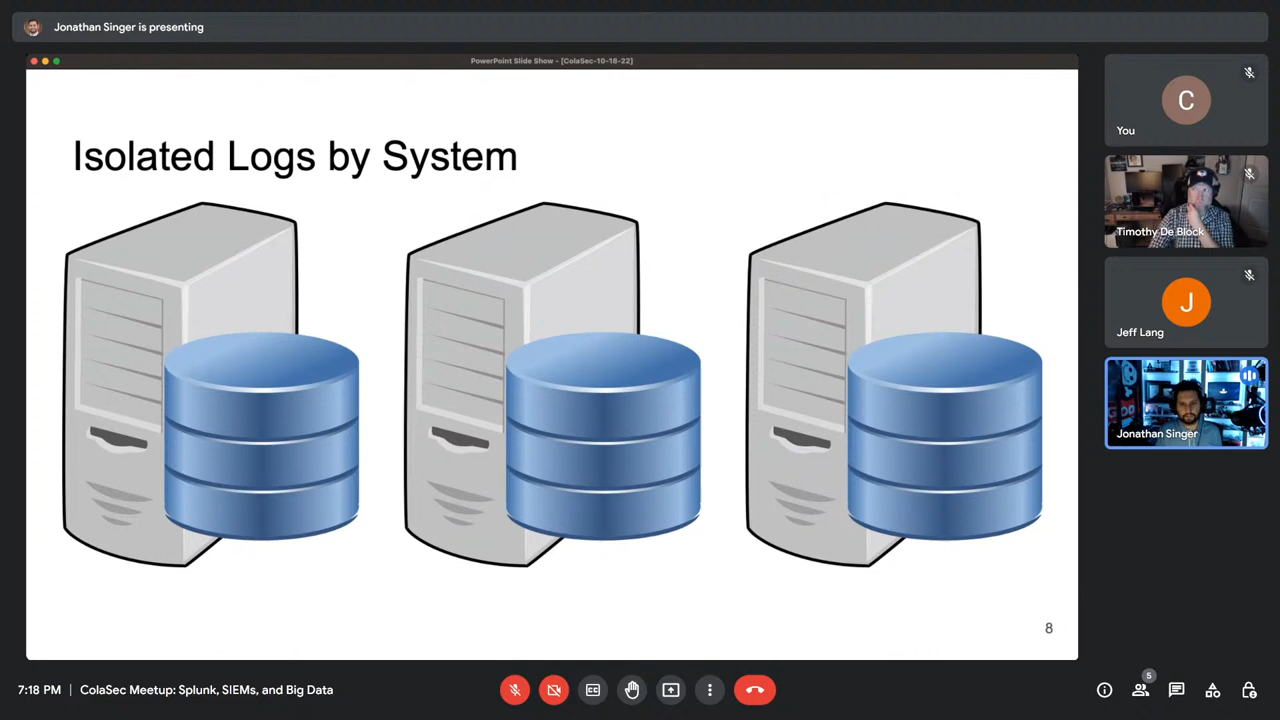 Jonathan Singer is presenting
PowerPoint Slide Show - [ColaSec-10-18-22]
Isolated Logs by System
8
C
You
Timothy De Block
J
Jeff Lang
Jonathan Singer
7:18 PM | ColaSec Meetup: Splunk, SIEMs, and Big Data
CC
5